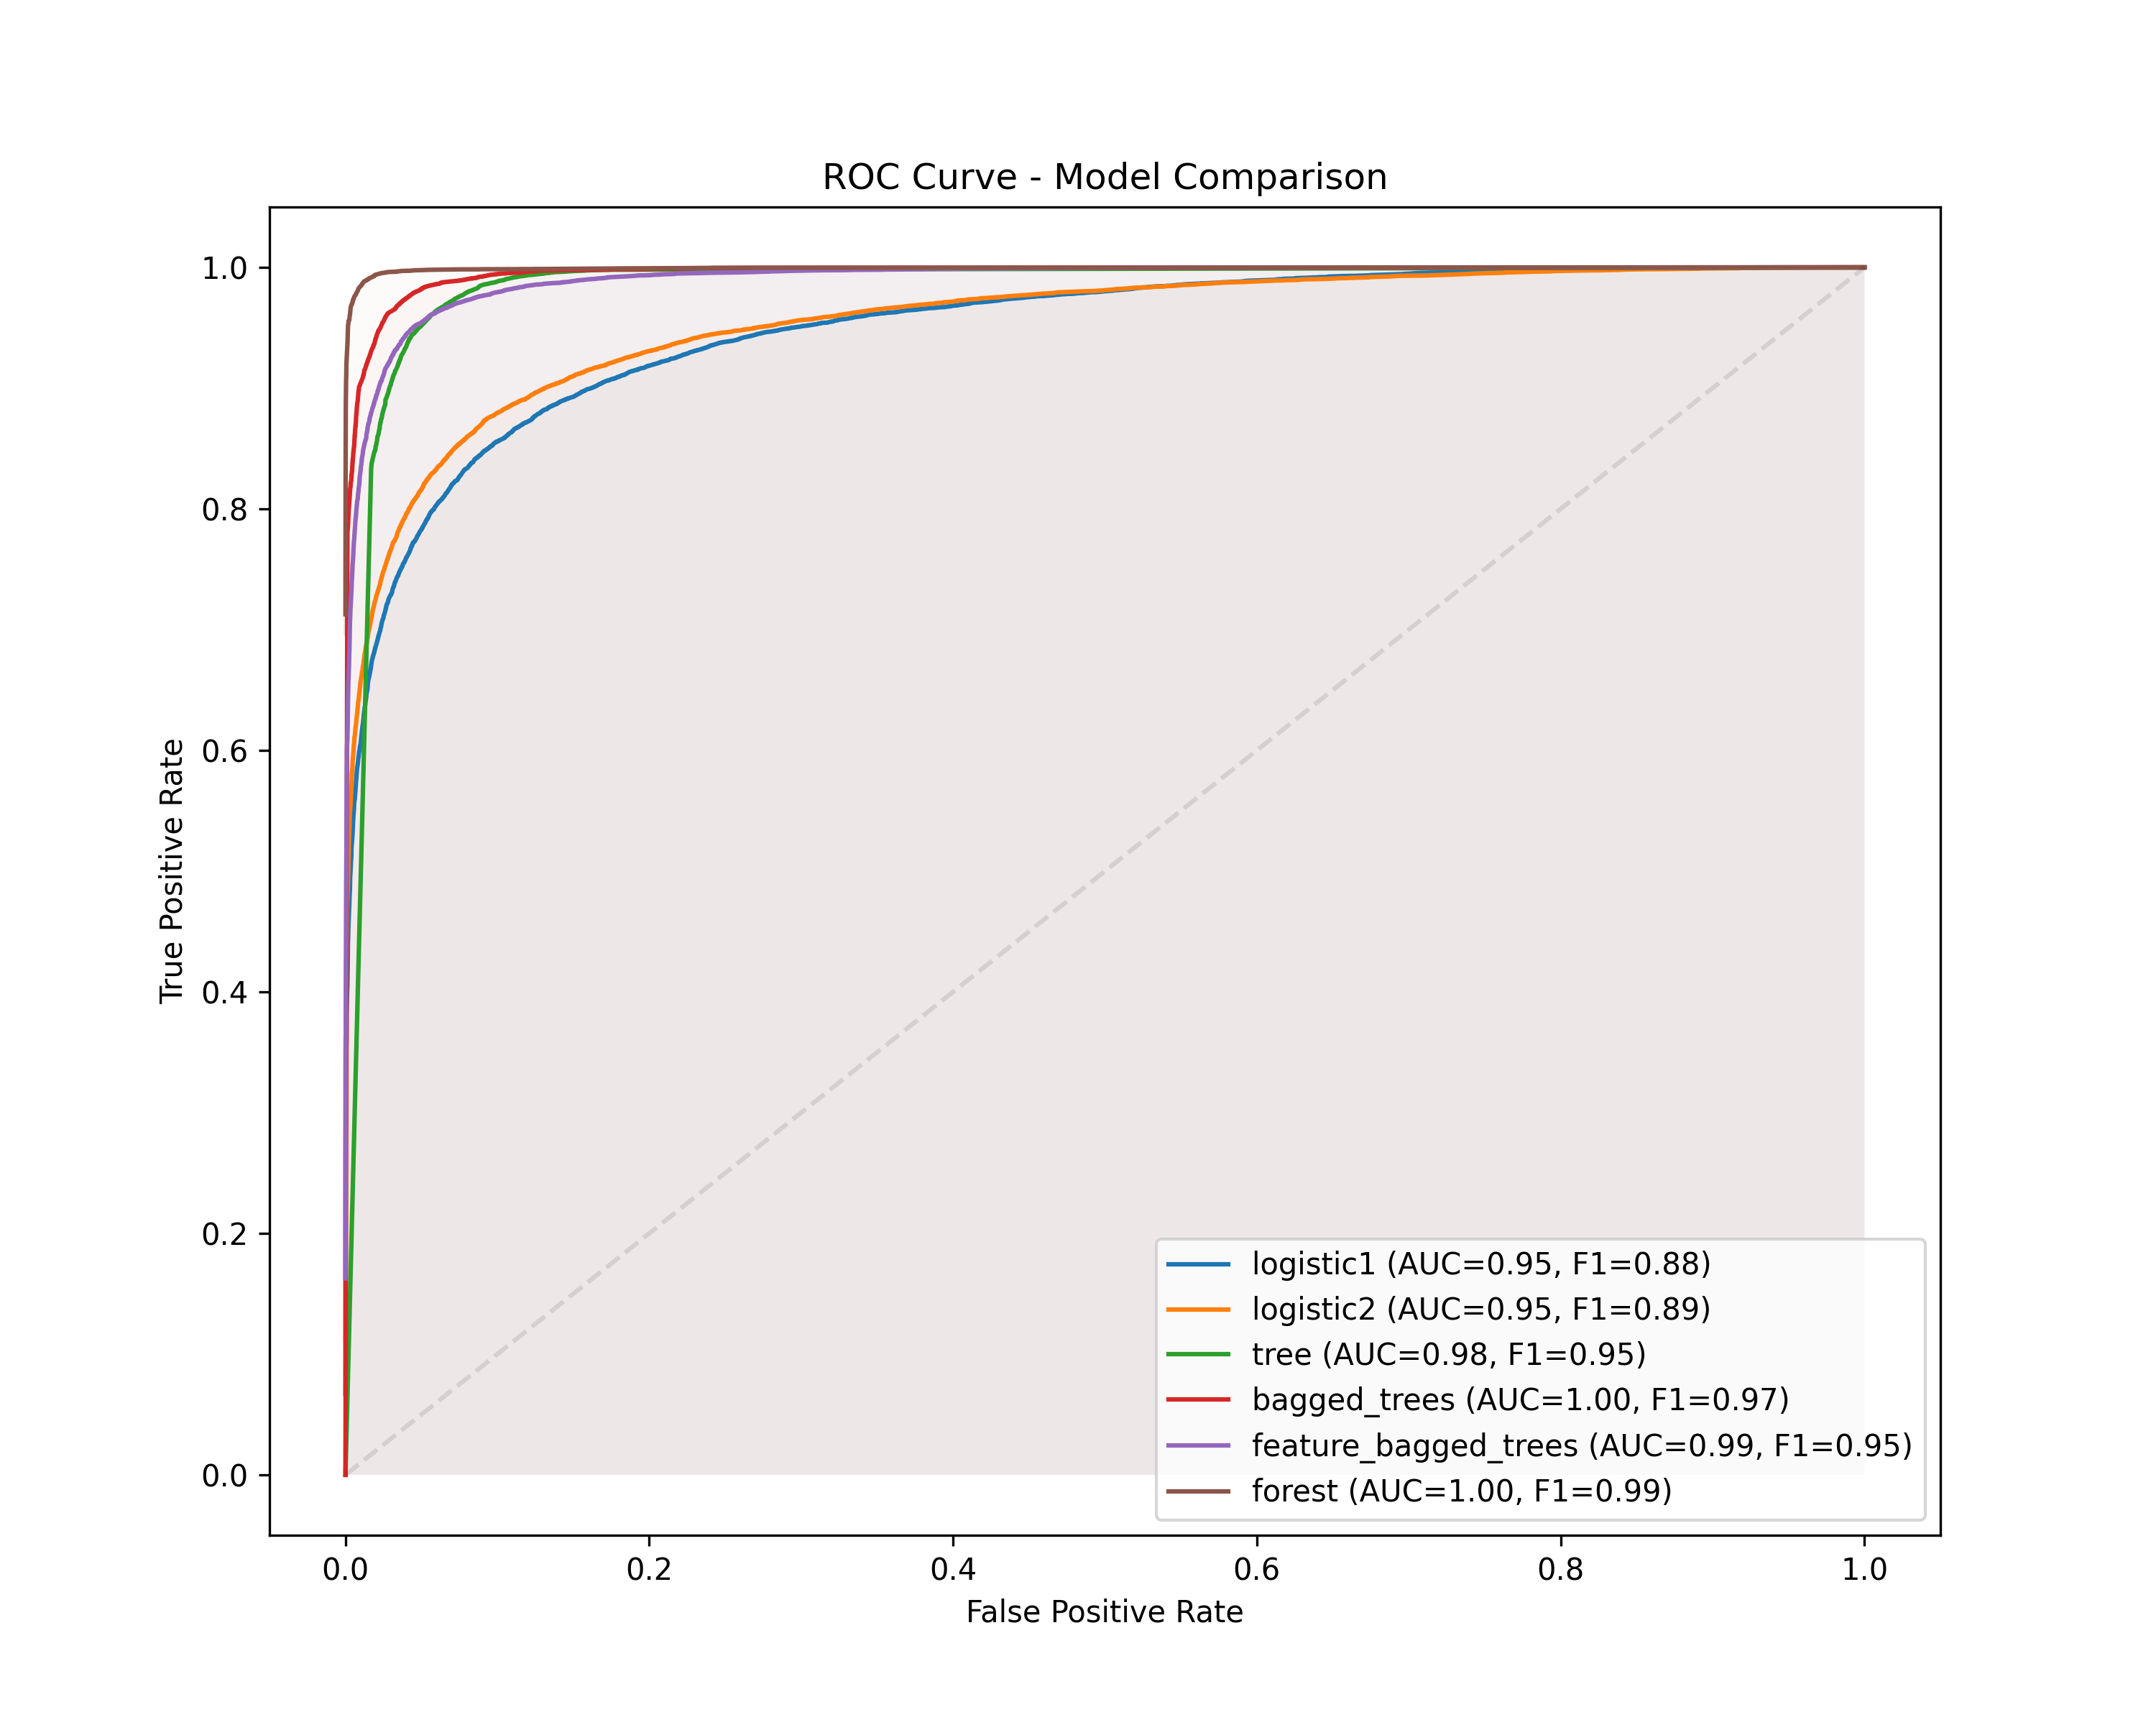 ROC Curve - Model Comparison
True Positive Rate
1.0
0.8
0.6
0.4
0.2
0.0
logistic1 (AUC=0.95, F1=0.88)
logistic2 (AUC=0.95, F1=0.89)
tree (AUC=0.98, F1=0.95)
bagged_trees (AUC=1.00, F1=0.97)
feature_bagged_trees (AUC=0.99, F1=0.95)
forest (AUC=1.00, F1=0.99)
0.0 0.2 0.4 0.6 0.8 1.0
False Positive Rate